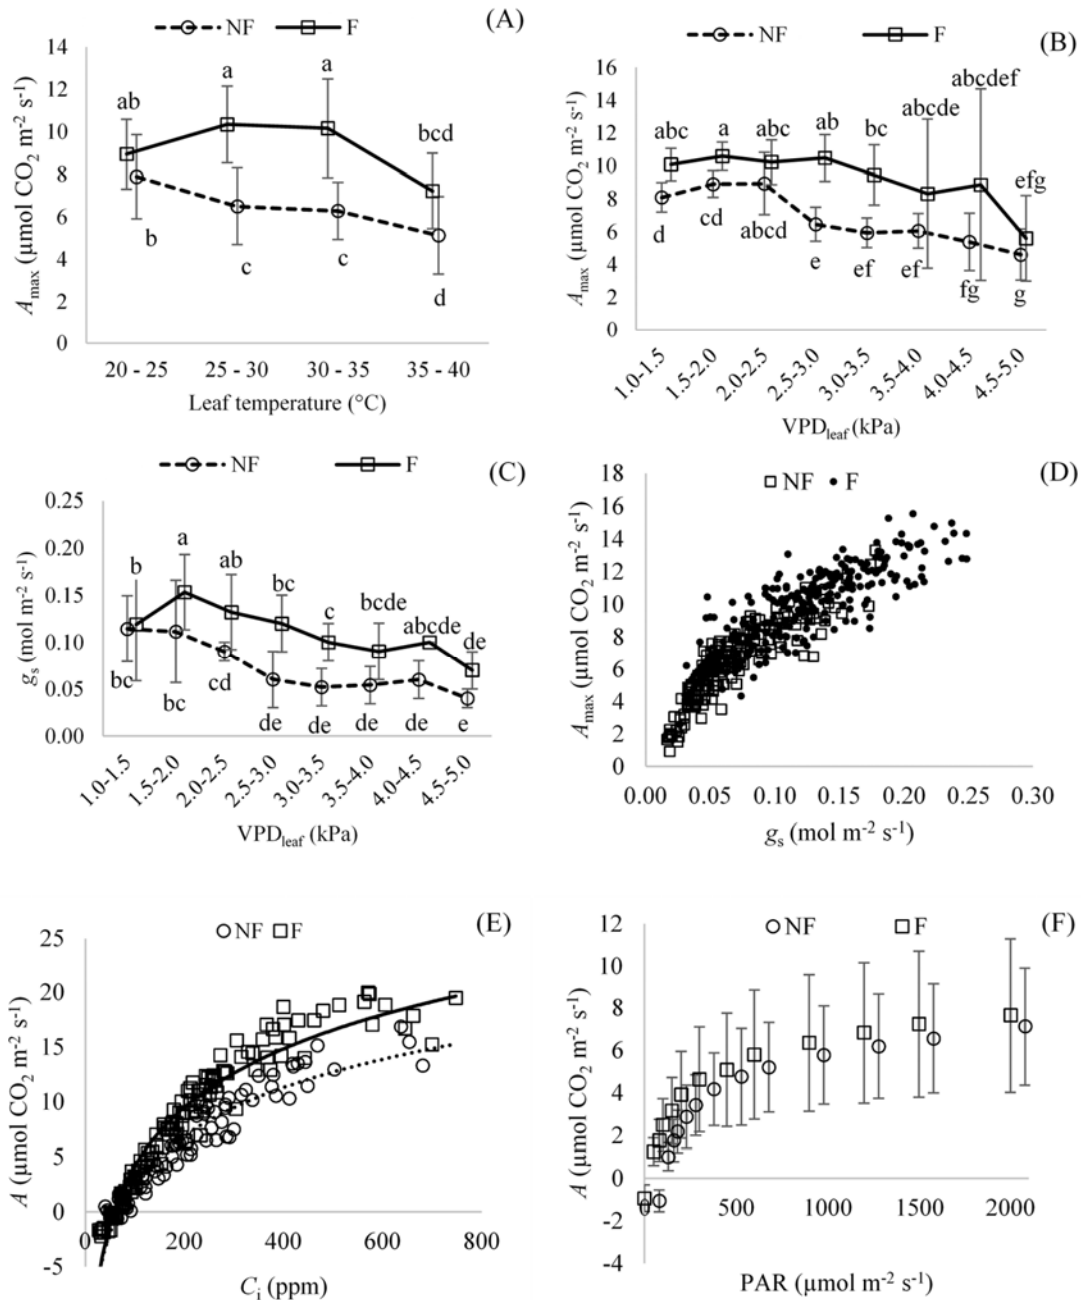 (A)
NF F
14
12
10
8
6
4
2
0
ab a a bcd
b c c d
A_max (µmol CO₂ m⁻² s⁻¹)
20 - 25 25 - 30 30 - 35 35 - 40
Leaf temperature (°C)
(B)
NF F
16
14
12
10
8
6
4
2
0
abc a abc ab bc abcde abcdef efg
d cd abcd e ef ef fg g
A_max (µmol CO₂ m⁻² s⁻¹)
1.0-1.5 1.5-2.0 2.0-2.5 2.5-3.0 3.0-3.5 3.5-4.0 4.0-4.5 4.5-5.0
VPD_leaf (kPa)
(C)
NF F
0.25
0.20
0.15
0.10
0.05
0.00
b a ab bc c bcde abcde de
bc bc cd de de de de e
g_s (mol m⁻² s⁻¹)
1.0-1.5 1.5-2.0 2.0-2.5 2.5-3.0 3.0-3.5 3.5-4.0 4.0-4.5 4.5-5.0
VPD_leaf (kPa)
(D)
NF F
18
16
14
12
10
8
6
4
2
0
A_max (µmol CO₂ m⁻² s⁻¹)
0.00 0.05 0.10 0.15 0.20 0.25 0.30
g_s (mol m⁻² s⁻¹)
(E)
NF F
25
20
15
10
5
0
-5
A (µmol CO₂ m⁻² s⁻¹)
0 200 400 600 800
C_i (ppm)
(F)
NF F
12
10
8
6
4
2
0
-2
-4
A (µmol CO₂ m⁻² s⁻¹)
500 1000 1500 2000
PAR (µmol m⁻² s⁻¹)